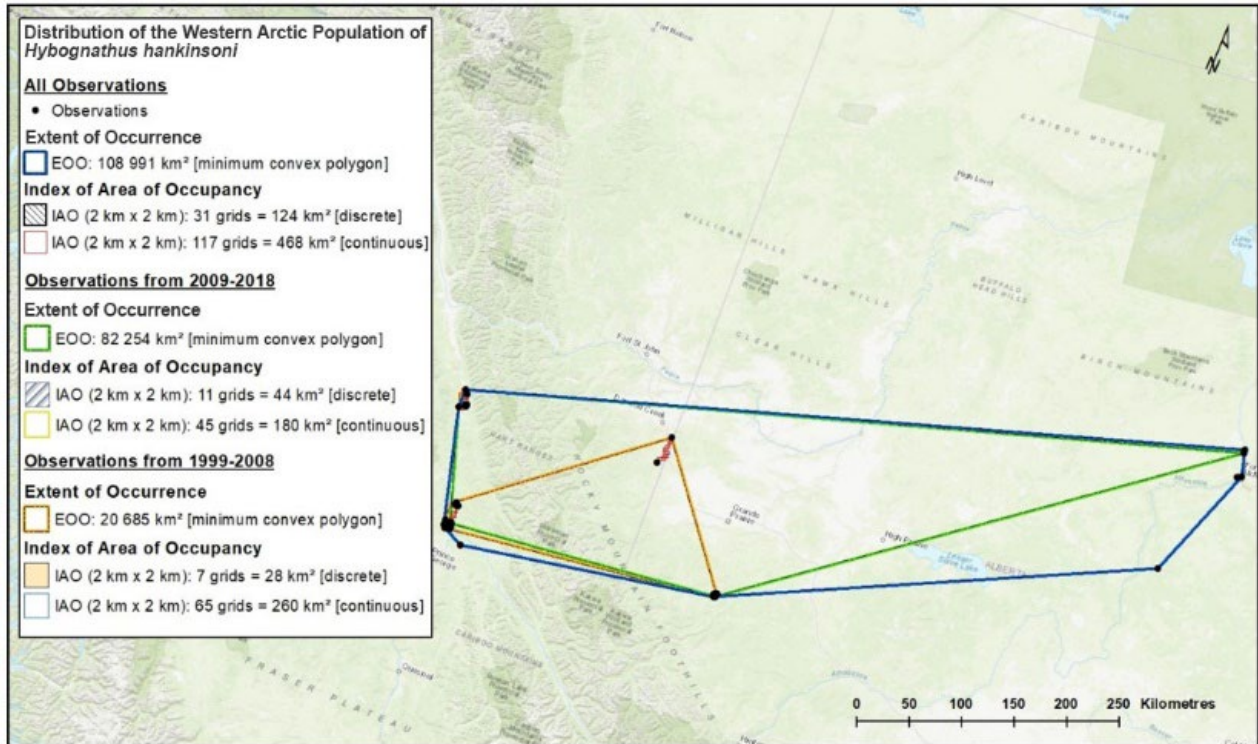 Distribution of the Western Arctic Population of
Hybognathus hankinsoni
All Observations
• Observations
Extent of Occurrence
EOO: 108 991 km² [minimum convex polygon]
Index of Area of Occupancy
IAO (2 km x 2 km): 31 grids = 124 km² [discrete]
IAO (2 km x 2 km): 117 grids = 468 km² [continuous]
Observations from 2009-2018
Extent of Occurrence
EOO: 82 254 km² [minimum convex polygon]
Index of Area of Occupancy
IAO (2 km x 2 km): 11 grids = 44 km² [discrete]
IAO (2 km x 2 km): 45 grids = 180 km² [continuous]
Observations from 1999-2008
Extent of Occurrence
EOO: 20 685 km² [minimum convex polygon]
Index of Area of Occupancy
IAO (2 km x 2 km): 7 grids = 28 km² [discrete]
IAO (2 km x 2 km): 65 grids = 260 km² [continuous]
N
CARIBOU MOUNTAINS
High Level
MILLIGAN HILLS
HAWK HILLS
BUFFALO
HEAD HILLS
CLEAR HILLS
BIRCH MOUNTAINS
Fort St. John
Peace
Creek
HART RANGES
ROCKY MOUNTAIN FOOTHILLS
Grande
Prairie
High Prairie
Lake
ALBERTA
George
CARIBOO MOUNTAINS
Quesnel
FRASER PLATEAU
0 50 100 150 200 250 Kilometres